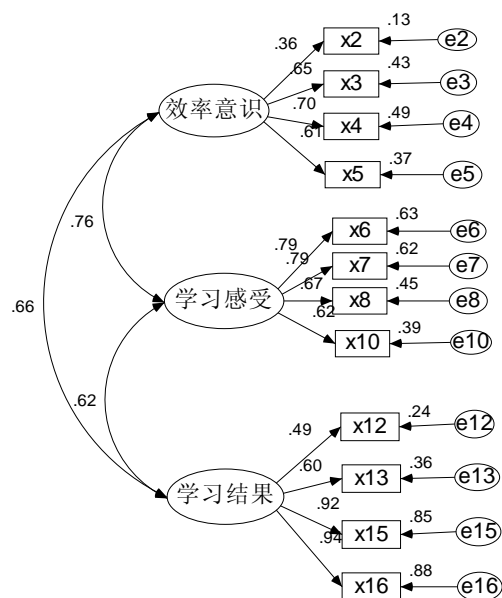 .13
.36 x2 e2
.43
.65 x3 e3
.70 .49
效率意识 x4 e4
.61
.37
x5 e5
.76
.63
.79 x6 e6
.79 .62
x7 e7
.67 .45
学习感受 x8 e8
.66
.62 .39
x10 e10
.62
.24
.49 x12 e12
.60 .36
x13 e13
学习结果
.92 .85
x15 e15
.94
.88
x16 e16